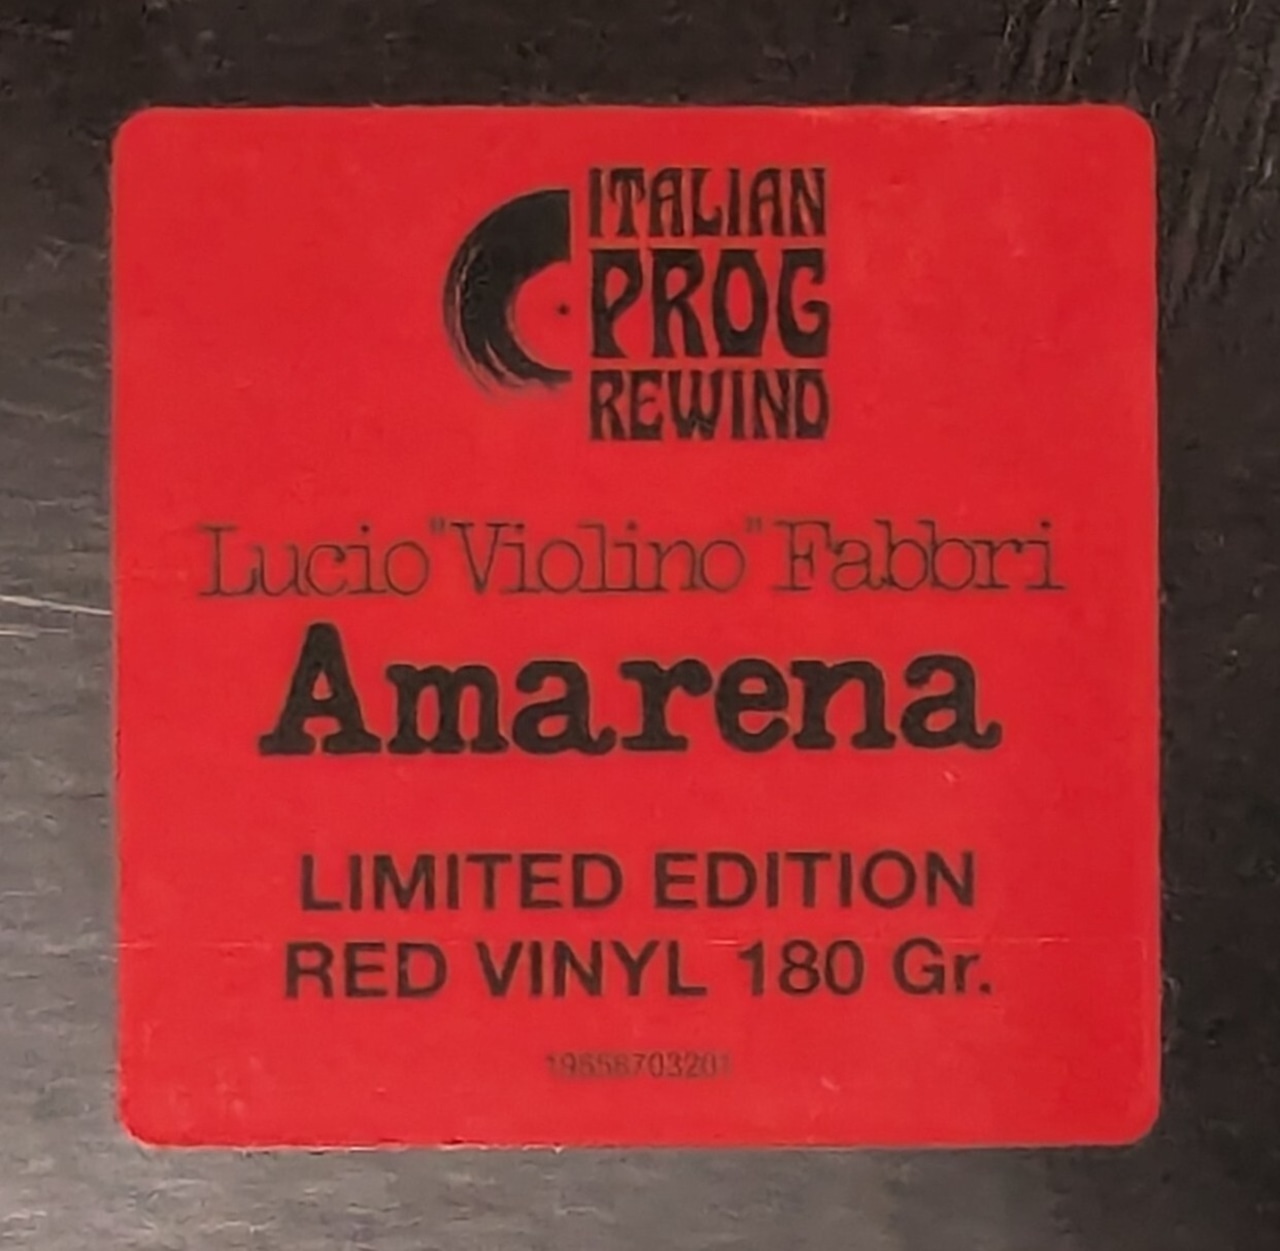 ITALIAN
PROG
REWIND
Lucio "Violino" Fabbri
Amarena
LIMITED EDITION
RED VINYL 180 Gr.